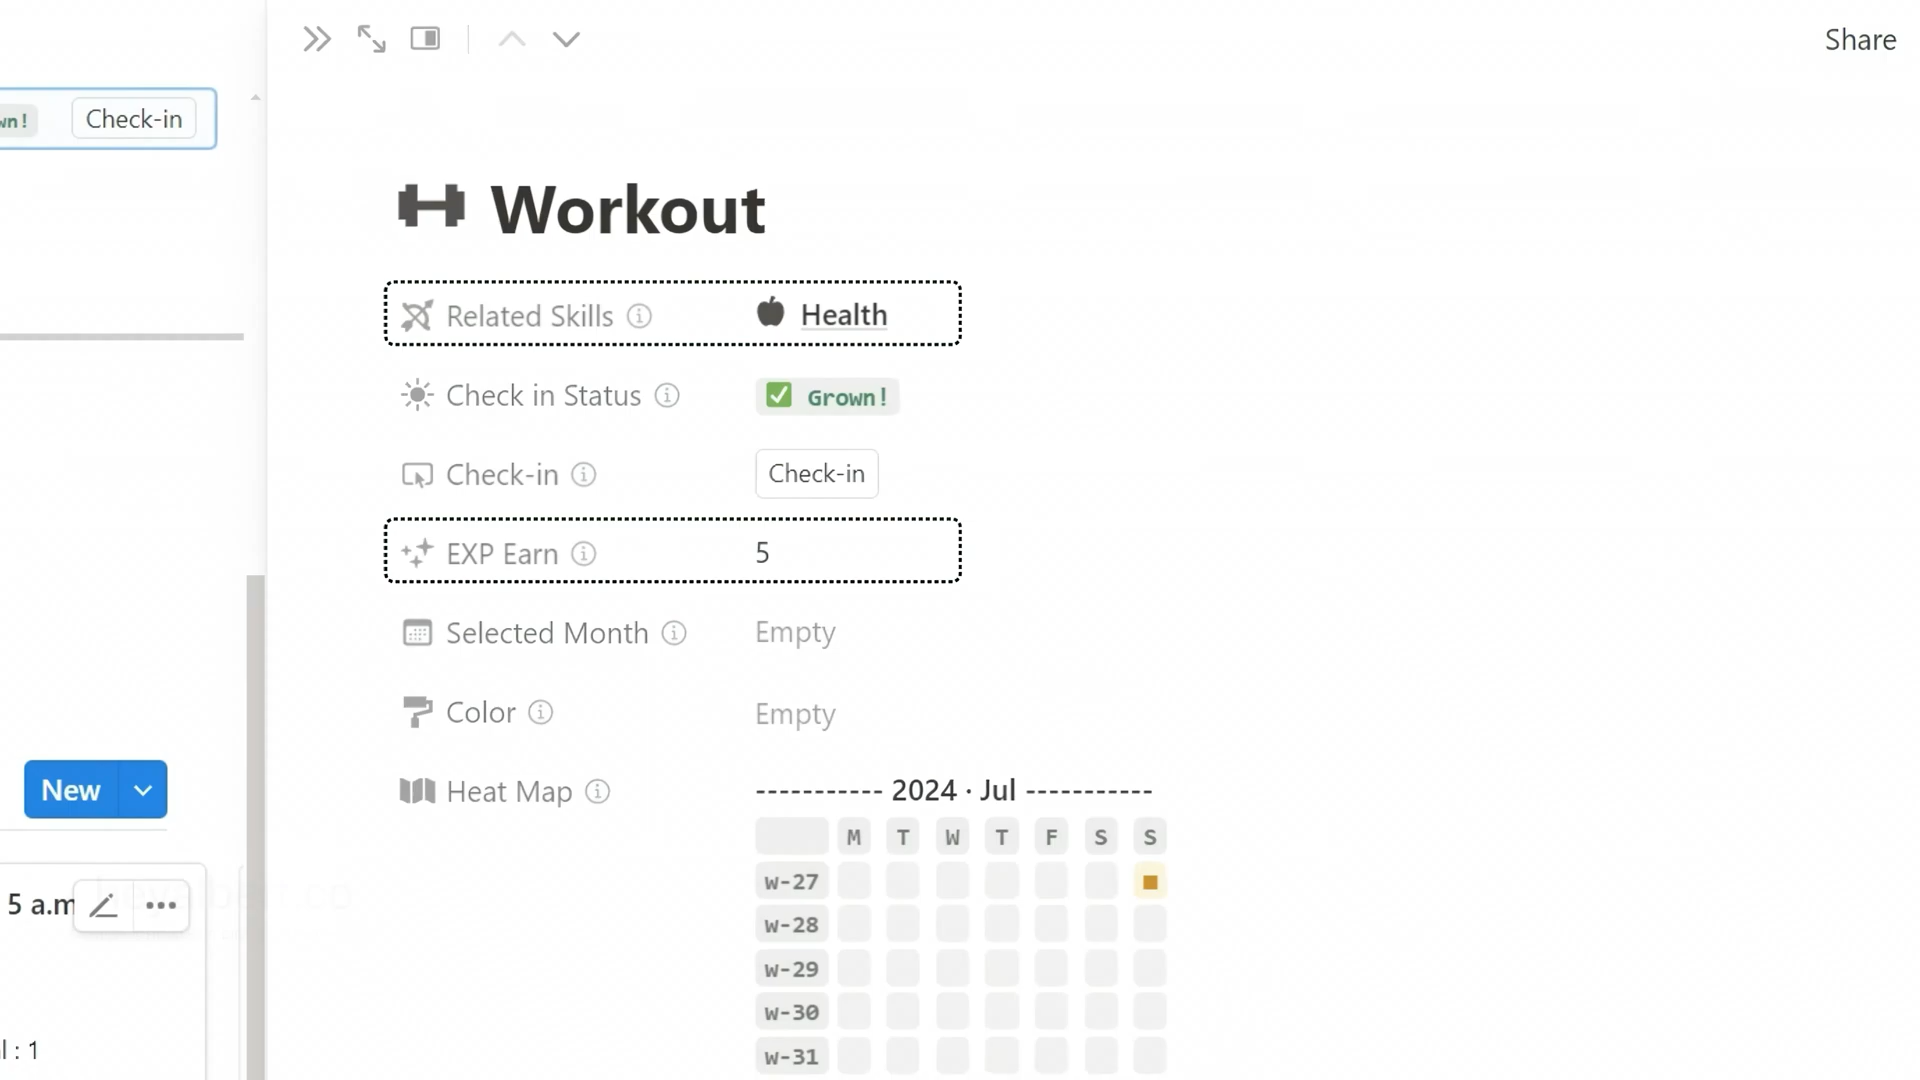 Share
wn!
Check-in
Workout
Related Skills
Health
Check in Status
Grown!
Check-in
Check-in
EXP Earn
5
Selected Month
Empty
Color
Empty
New
Heat Map
----------- 2024 · Jul -----------
M T W T F S S
w-27
5 a.m
w-28
w-29
w-30
l : 1
w-31